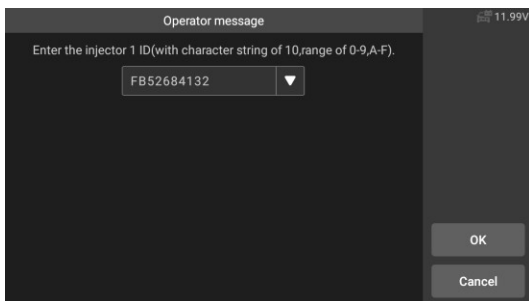 Operator message
11.99V
Enter the injector 1 ID(with character string of 10,range of 0-9,A-F).
FB52684132
OK
Cancel